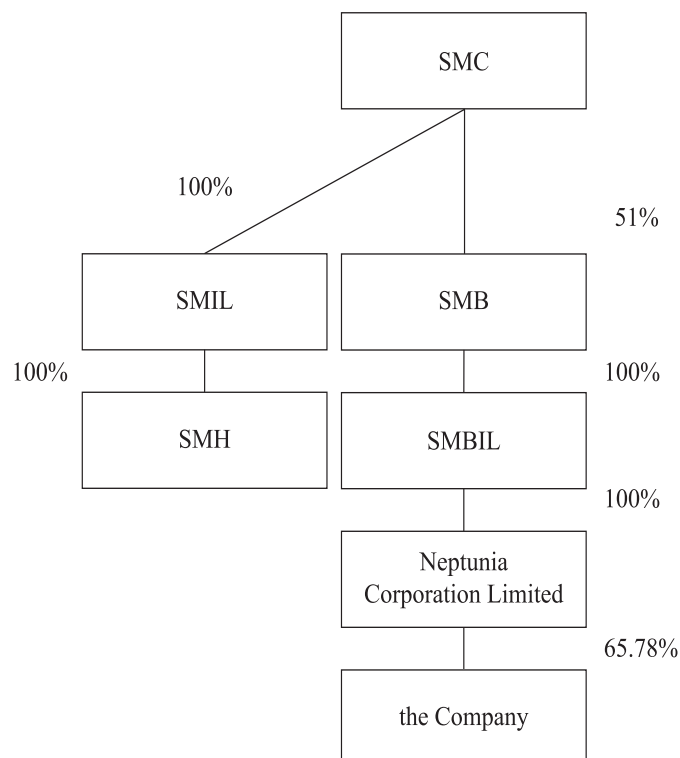 SMC
100%
51%
SMIL
SMB
100%
100%
SMH
SMBIL
100%
Neptunia
Corporation Limited
65.78%
the Company